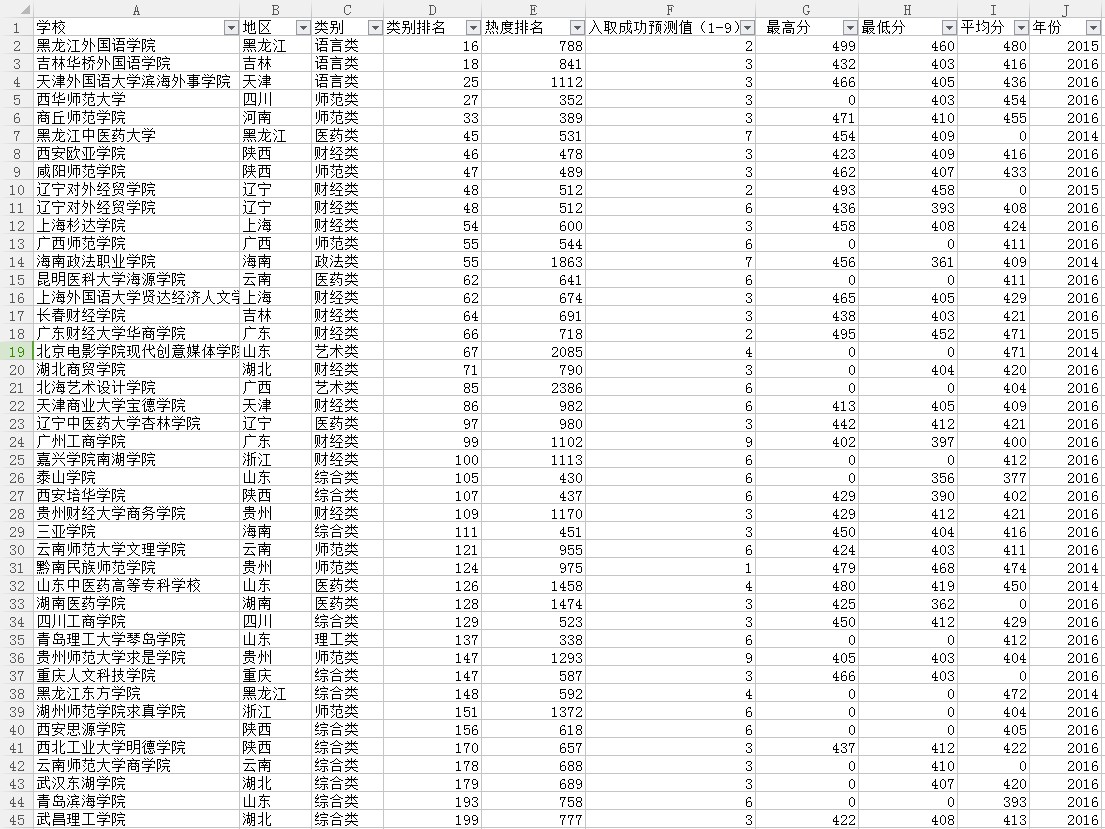 A B C D E F G H I J
1 学校 地区 类别 类别排名 热度排名 入取成功预测值（1-9） 最高分 最低分 平均分 年份
2 黑龙江外国语学院 黑龙江 语言类 16 788 2 499 460 480 2015
3 吉林华桥外国语学院 吉林 语言类 18 841 3 432 403 416 2016
4 天津外国语大学滨海外事学院 天津 语言类 25 1112 3 466 405 436 2016
5 西华师范大学 四川 师范类 27 352 3 0 403 454 2016
6 商丘师范学院 河南 师范类 33 389 3 471 410 455 2016
7 黑龙江中医药大学 黑龙江 医药类 45 531 7 454 409 0 2014
8 西安欧亚学院 陕西 财经类 46 478 3 423 409 416 2016
9 咸阳师范学院 陕西 师范类 47 489 3 462 407 433 2016
10 辽宁对外经贸学院 辽宁 财经类 48 512 2 493 458 0 2015
11 辽宁对外经贸学院 辽宁 财经类 48 512 6 436 393 408 2016
12 上海杉达学院 上海 财经类 54 600 3 458 408 424 2016
13 广西师范学院 广西 师范类 55 544 6 0 0 411 2016
14 海南政法职业学院 海南 政法类 55 1863 7 456 361 409 2014
15 昆明医科大学海源学院 云南 医药类 62 641 6 0 0 411 2016
16 上海外国语大学贤达经济人文学 上海 财经类 62 674 3 465 405 429 2016
17 长春财经学院 吉林 财经类 64 691 3 438 403 421 2016
18 广东财经大学华商学院 广东 财经类 66 718 2 495 452 471 2015
19 北京电影学院现代创意媒体学院 山东 艺术类 67 2085 4 0 0 471 2014
20 湖北商贸学院 湖北 财经类 71 790 3 0 404 420 2016
21 北海艺术设计学院 广西 艺术类 85 2386 6 0 0 404 2016
22 天津商业大学宝德学院 天津 财经类 86 982 6 413 405 409 2016
23 辽宁中医药大学杏林学院 辽宁 医药类 97 980 3 442 412 421 2016
24 广州工商学院 广东 财经类 99 1102 9 402 397 400 2016
25 嘉兴学院南湖学院 浙江 财经类 100 1113 6 0 0 412 2016
26 泰山学院 山东 综合类 105 430 6 0 356 377 2016
27 西安培华学院 陕西 综合类 107 437 6 429 390 402 2016
28 贵州财经大学商务学院 贵州 财经类 109 1170 3 429 412 421 2016
29 三亚学院 海南 综合类 111 451 3 450 404 416 2016
30 云南师范大学文理学院 云南 师范类 121 955 6 424 403 411 2016
31 黔南民族师范学院 贵州 师范类 124 975 1 479 468 474 2014
32 山东中医药高等专科学校 山东 医药类 126 1458 4 480 419 450 2014
33 湖南医药学院 湖南 医药类 128 1474 3 425 362 0 2016
34 四川工商学院 四川 综合类 129 523 3 450 412 429 2016
35 青岛理工大学琴岛学院 山东 理工类 137 338 6 0 0 412 2016
36 贵州师范大学求是学院 贵州 师范类 147 1293 9 405 403 404 2016
37 重庆人文科技学院 重庆 综合类 147 587 3 466 403 0 2016
38 黑龙江东方学院 黑龙江 综合类 148 592 4 0 0 472 2014
39 湖州师范学院求真学院 浙江 师范类 151 1372 6 0 0 404 2016
40 西安思源学院 陕西 综合类 156 618 6 0 0 405 2016
41 西北工业大学明德学院 陕西 综合类 170 657 3 437 412 422 2016
42 云南师范大学商学院 云南 综合类 178 688 3 0 410 0 2016
43 武汉东湖学院 湖北 综合类 179 689 3 0 407 420 2016
44 青岛滨海学院 山东 综合类 193 758 6 0 0 393 2016
45 武昌理工学院 湖北 综合类 199 777 3 422 408 413 2016